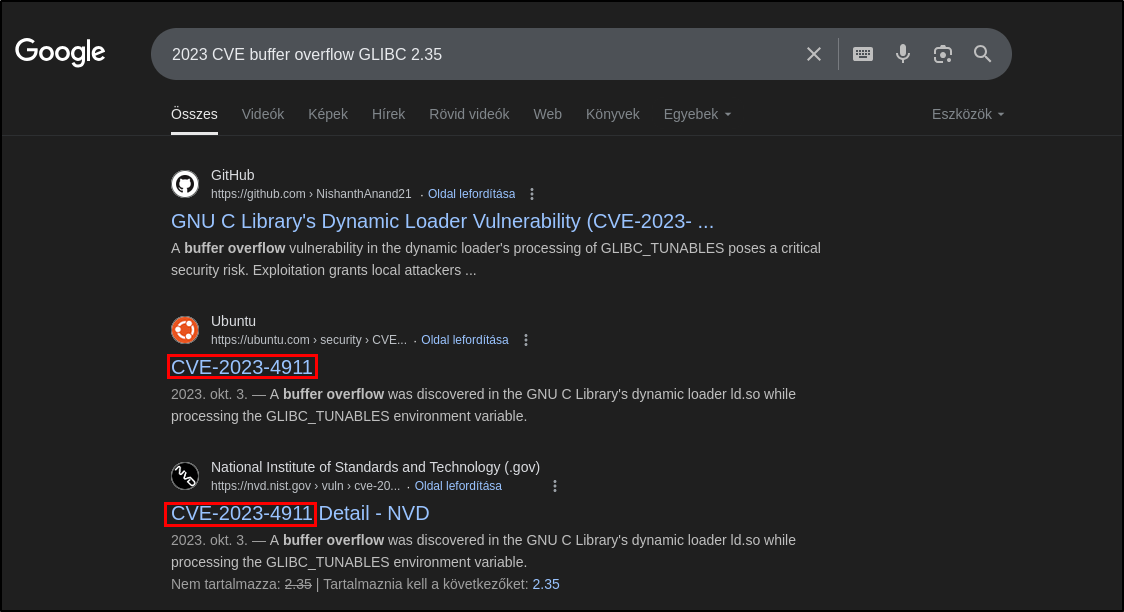 Google
2023 CVE buffer overflow GLIBC 2.35
Összes Videók Képek Hírek Rövid videók Web Könyvek Egyebek Eszközök
GitHub
https://github.com › NishanthAnand21 · Oldal lefordítása
GNU C Library's Dynamic Loader Vulnerability (CVE-2023- ...
A buffer overflow vulnerability in the dynamic loader's processing of GLIBC_TUNABLES poses a critical
security risk. Exploitation grants local attackers ...
Ubuntu
https://ubuntu.com › security › CVE... · Oldal lefordítása
CVE-2023-4911
2023. okt. 3. — A buffer overflow was discovered in the GNU C Library's dynamic loader ld.so while
processing the GLIBC_TUNABLES environment variable.
National Institute of Standards and Technology (.gov)
https://nvd.nist.gov › vuln › cve-20... · Oldal lefordítása
CVE-2023-4911 Detail - NVD
2023. okt. 3. — A buffer overflow was discovered in the GNU C Library's dynamic loader ld.so while
processing the GLIBC_TUNABLES environment variable.
Nem tartalmazza: 2.35 | Tartalmaznia kell a következőket: 2.35